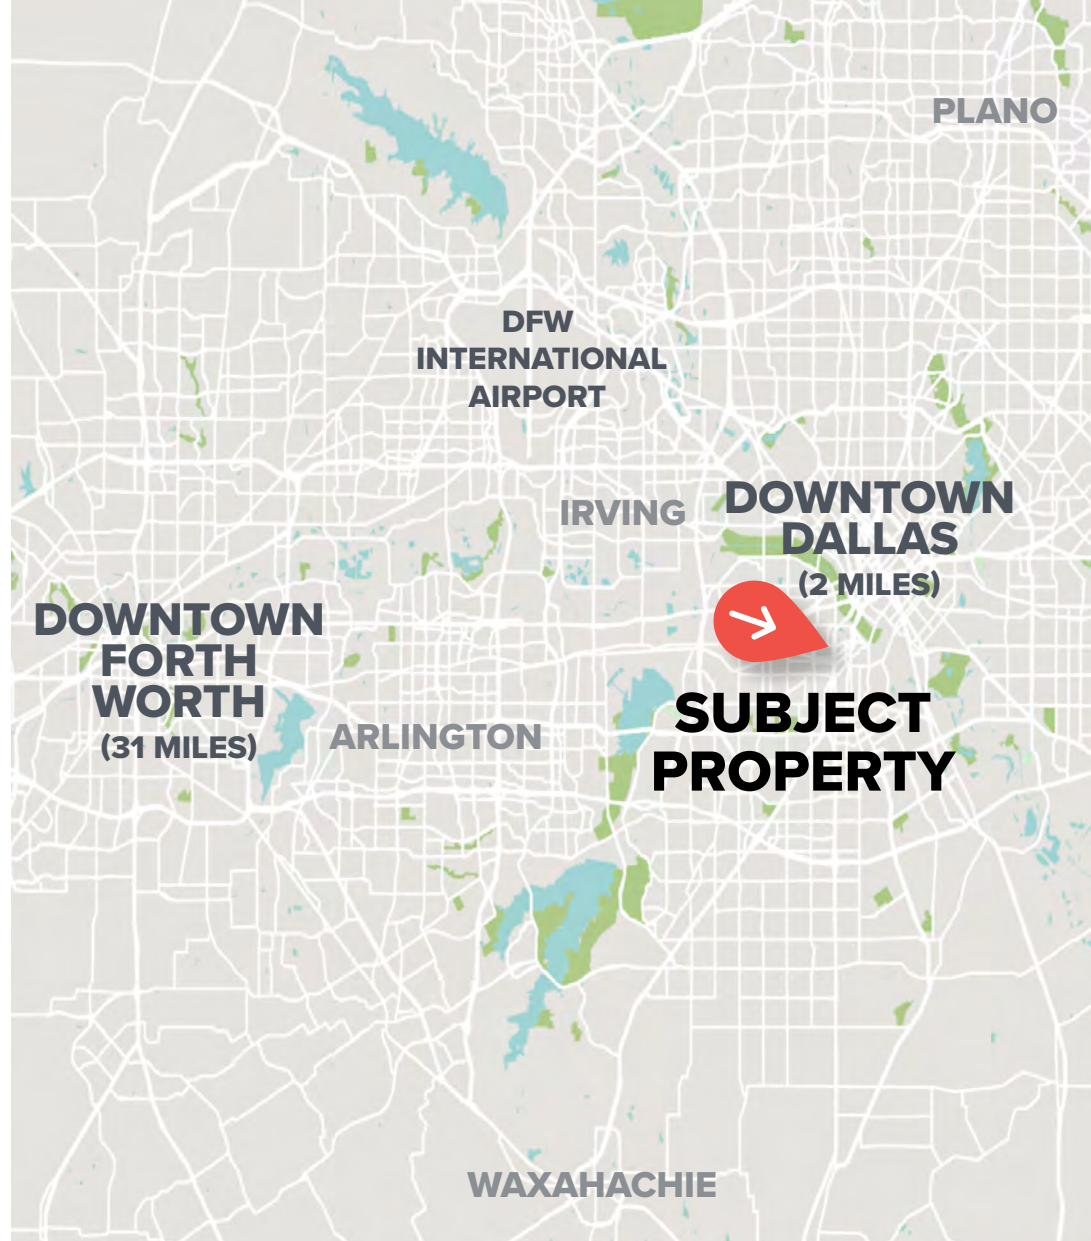 PLANO
DFW
INTERNATIONAL
AIRPORT
IRVING
DOWNTOWN
DALLAS
(2 MILES)
DOWNTOWN
FORTH
WORTH
(31 MILES)
ARLINGTON
SUBJECT
PROPERTY
WAXAHACHIE